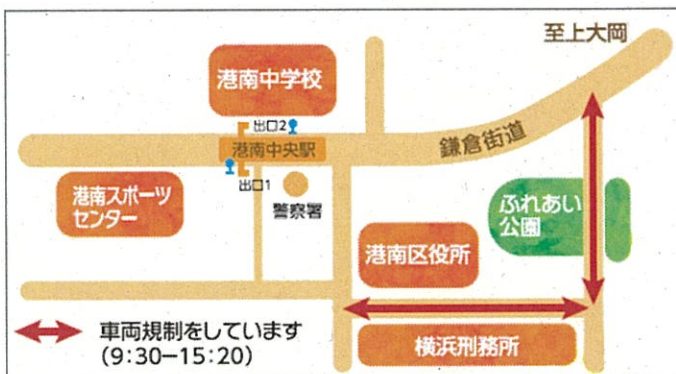 至上大岡
港南中学校
出口2
港南中央駅
鎌倉街道
出口1
港南スポーツ
センター
警察署
ふれあい
公園
港南区役所
車両規制をしています
(9:30−15:20)
横浜刑務所